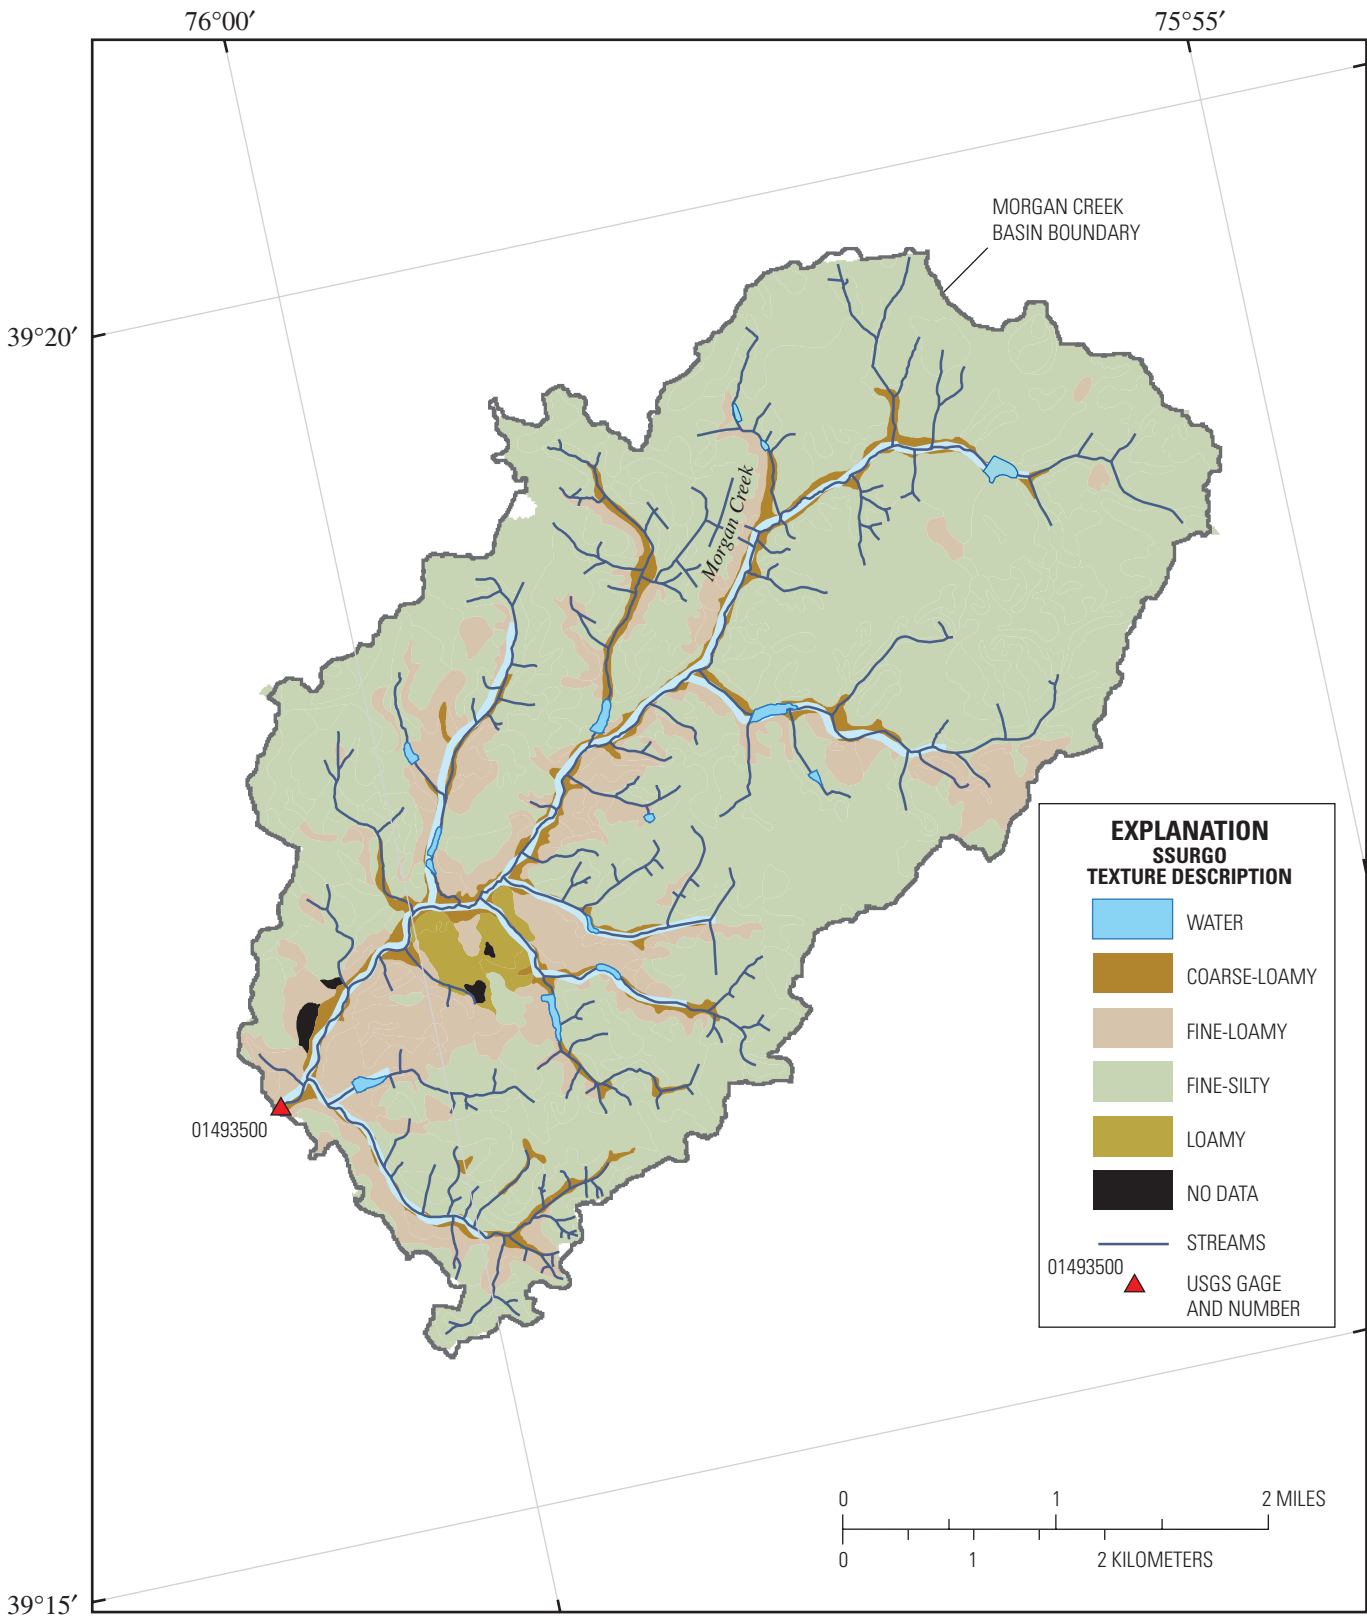 76°00′
75°55′
MORGAN CREEK
BASIN BOUNDARY
39°20′
Morgan Creek
EXPLANATION
SSURGO
TEXTURE DESCRIPTION
WATER
COARSE-LOAMY
FINE-LOAMY
FINE-SILTY
LOAMY
NO DATA
STREAMS
01493500
USGS GAGE
AND NUMBER
01493500
0 1 2 MILES
0 1 2 KILOMETERS
39°15′